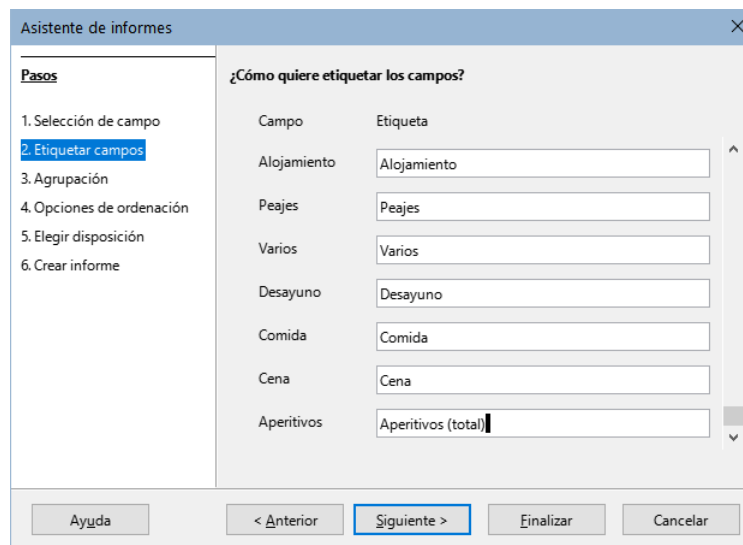 Asistente de informes
Pasos
1. Selección de campo
2. Etiquetar campos
3. Agrupación
4. Opciones de ordenación
5. Elegir disposición
6. Crear informe
¿Cómo quiere etiquetar los campos?
Campo Etiqueta
Alojamiento Alojamiento
Peajes Peajes
Varios Varios
Desayuno Desayuno
Comida Comida
Cena Cena
Aperitivos Aperitivos (total)
Ayuda < Anterior Siguiente > Finalizar Cancelar